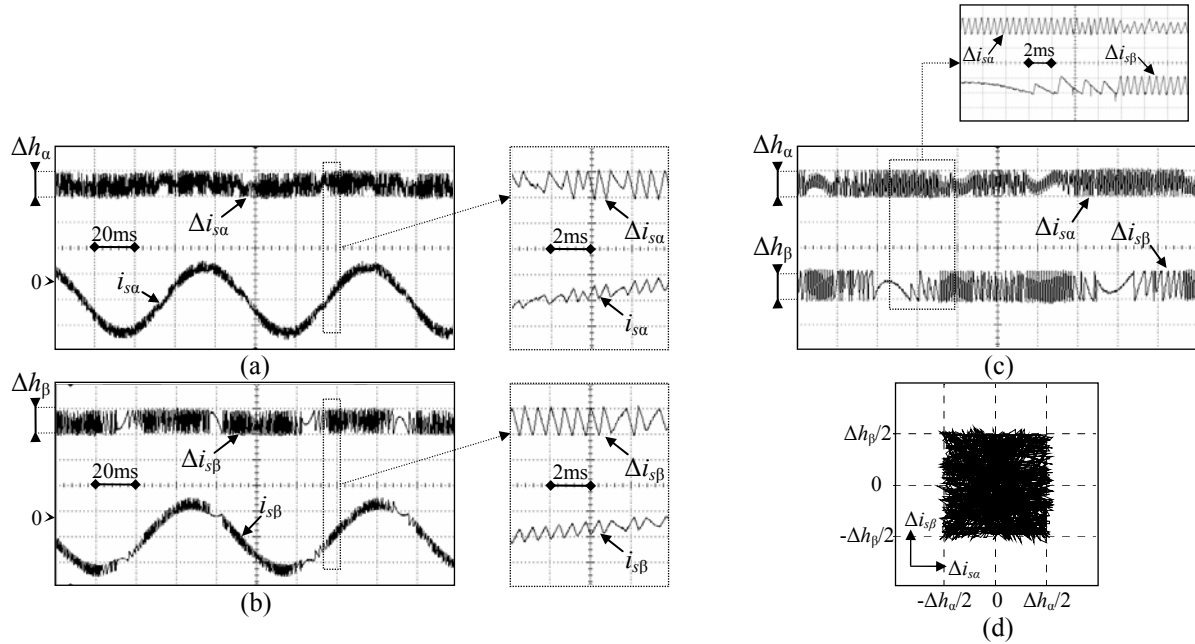 Δhα
Δisα
20ms
0
isα
2ms
Δisα
isα
(a)
Δhβ
Δisβ
20ms
0
isβ
2ms
Δisβ
isβ
(b)
Δisα
2ms
Δisβ
Δhα
Δisα
Δisβ
Δhβ
(c)
Δhβ/2
0
-Δhβ/2
Δisβ
Δisα
-Δhα/2 0 Δhα/2
(d)